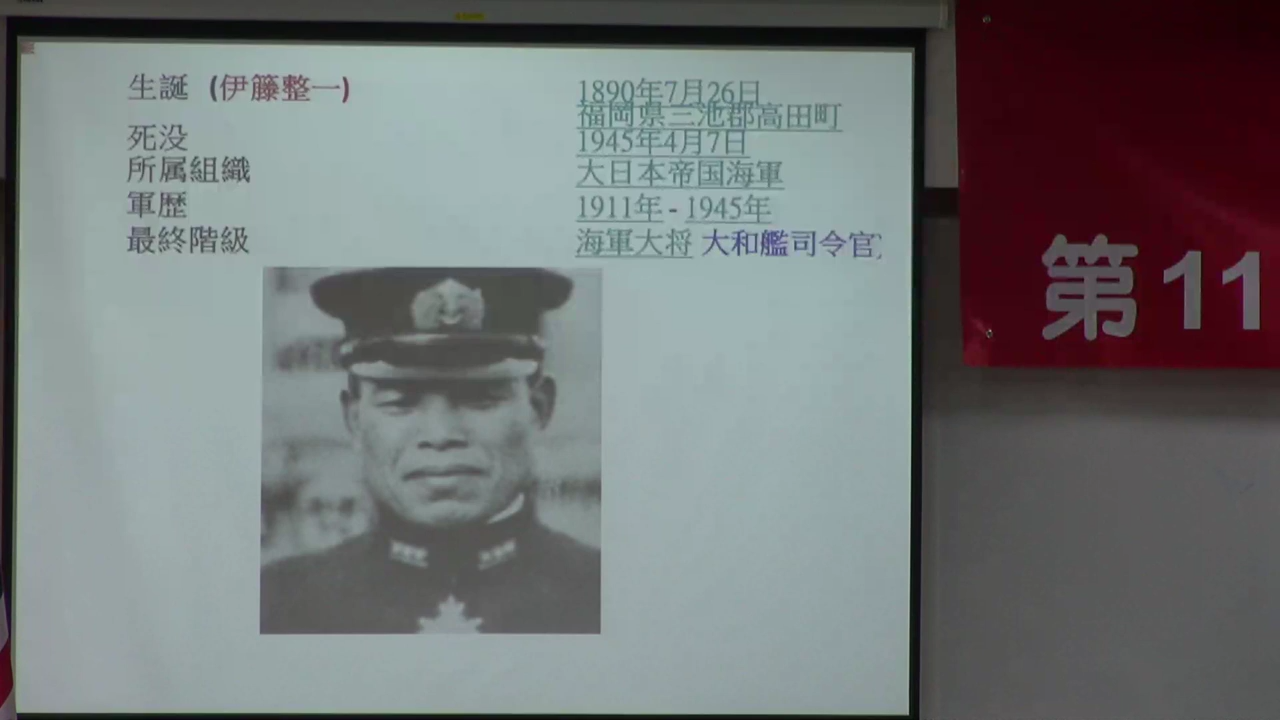 生誕 (伊藤整一) 1890年7月26日
福岡県三池郡高田町
死没 1945年4月7日
所属組織 大日本帝国海軍
軍歴 1911年 - 1945年
最終階級 海軍大将 大和艦司令官)
第 11